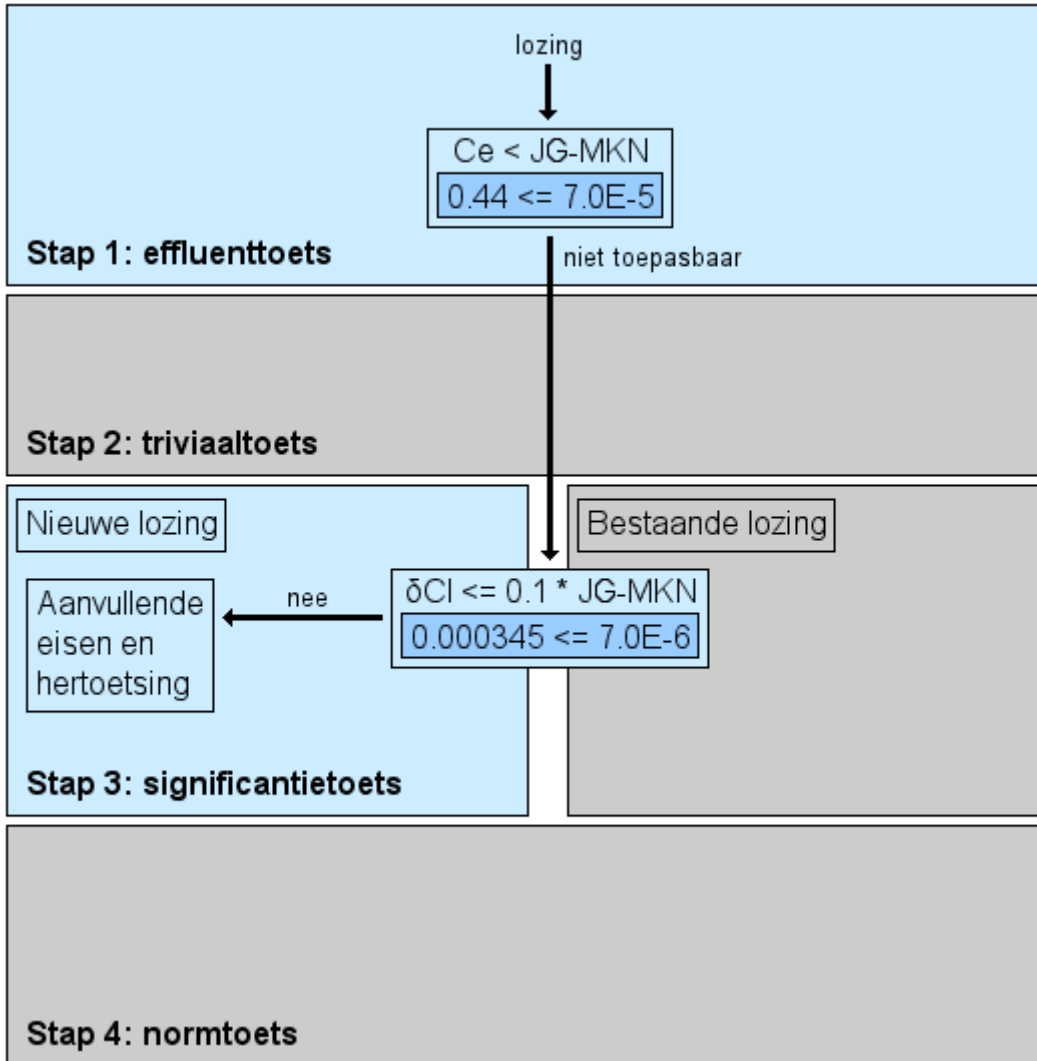 lozing
Ce < JG-MKN
0.44 <= 7.0E-5
Stap 1: effluenttoets
niet toepasbaar
Stap 2: triviaaltoets
Nieuwe lozing
Bestaande lozing
δCl <= 0.1 * JG-MKN
0.000345 <= 7.0E-6
nee
Aanvullende
eisen en
hertoetsing
Stap 3: significantietoets
Stap 4: normtoets